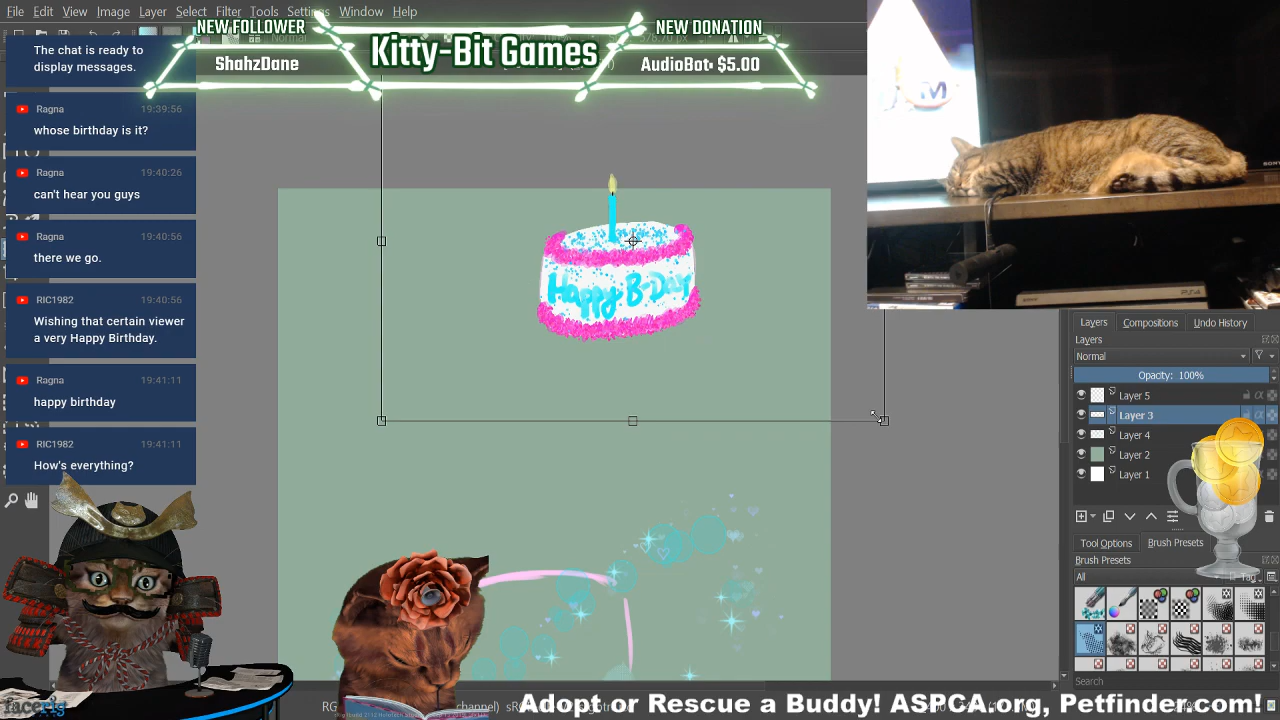 File Edit View Image Layer Select Filter Tools Settings Window Help
NEW FOLLOWER
ShahzDane
Kitty-Bit Games
NEW DONATION
AudioBot: $5.00
The chat is ready to
display messages.
Ragna 19:39:56
whose birthday is it?
Ragna 19:40:26
can't hear you guys
Ragna 19:40:56
there we go.
RIC1982 19:40:56
Wishing that certain viewer
a very Happy Birthday.
Ragna 19:41:11
happy birthday
RIC1982 19:41:11
How's everything?
Happy B-Day
SONY
PS4
Layers Compositions Undo History
Layers
Normal
Opacity: 100%
Layer 5
Layer 3
Layer 4
Layer 2
Layer 1
Tool Options Brush Presets
Brush Presets
All
Tag
Search
facerig
Adopt or Rescue a Buddy! ASPCA.org, Petfinder.com!